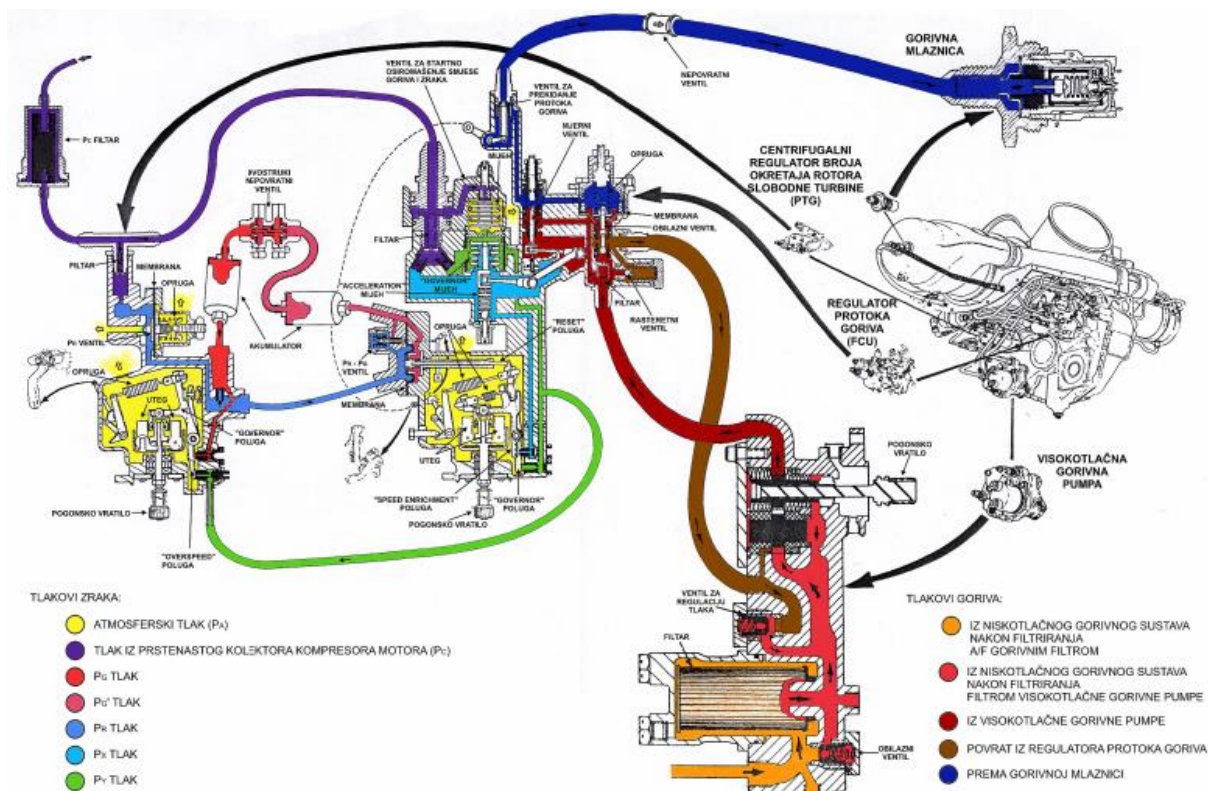 VENTIL ZA STARTNO
OSIROMAŠENJE SMJESE
GORIVA I ZRAKA
VENTIL ZA
PREKIDANJE
PROTOKA
GORIVA
NEPOVRATNI
VENTIL
GORIVNA
MLAZNICA
Pc FILTAR
MJERNI
VENTIL
MIJEH
OPRUGA
CENTRIFUGALNI
REGULATOR BROJA
OKRETAJA ROTORA
SLOBODNE TURBINE
(PTG)
DVOSTRUKI
NEPOVRATNI
VENTIL
MEMBRANA
OBILAZNI VENTIL
FILTAR
MEMBRANA
OPRUGA
FILTAR
"GOVERNOR"
MIJEH
"ACCELERATION"
MIJEH
FILTAR
RASTERETNI
VENTIL
REGULATOR
PROTOKA
GORIVA
(FCU)
"RESET"
POLUGA
OPRUGA
AKUMULATOR
PR VENTIL
OPRUGA
PR - PG
VENTIL
MEMBRANA
UTEG
"GOVERNOR"
POLUGA
UTEG
POGONSKO
VRATILO
VISOKOTLAČNA
GORIVNA
PUMPA
"SPEED ENRICHMENT"
POLUGA
"GOVERNOR"
POLUGA
POGONSKO VRATILO
POGONSKO VRATILO
"OVERSPEED"
POLUGA
VENTIL ZA
REGULACIJU
TLAKA
FILTAR
OBILAZNI
VENTIL
TLAKOVI ZRAKA:
ATMOSFERSKI TLAK (PA)
TLAK IZ PRSTENASTOG KOLEKTORA KOMPRESORA MOTORA (PC)
PG TLAK
PG' TLAK
PR TLAK
PX TLAK
PY TLAK
TLAKOVI GORIVA:
IZ NISKOTLAČNOG GORIVNOG SUSTAVA
NAKON FILTRIRANJA
A/F GORIVNIM FILTROM
IZ NISKOTLAČNOG GORIVNOG SUSTAVA
NAKON FILTRIRANJA
FILTROM VISOKOTLAČNE GORIVNE PUMPE
IZ VISOKOTLAČNE GORIVNE PUMPE
POVRAT IZ REGULATORA PROTOKA GORIVA
PREMA GORIVNOJ MLAZNICI